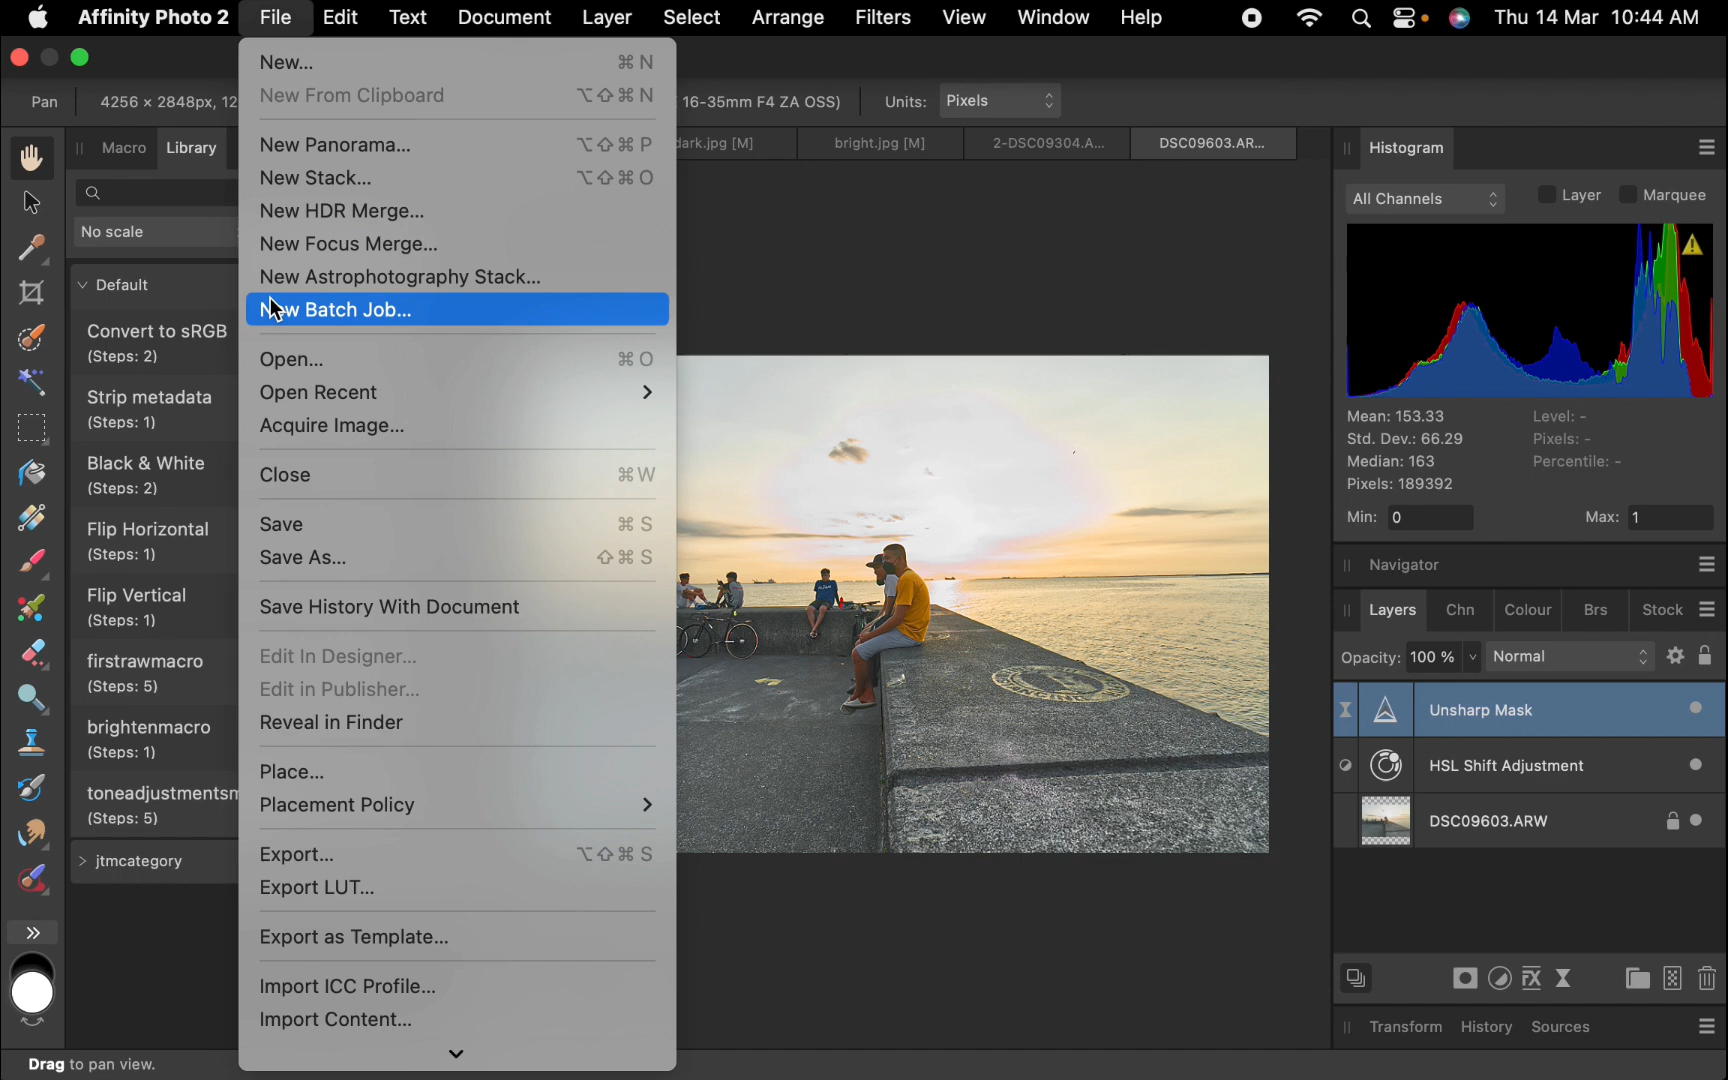 Affinity Photo 2 File Edit Text Document Layer Select Arrange Filters View Window Help Thu 14 Mar 10:44 AM
Pan 4256 × 2848px, 12 16-35mm F4 ZA OSS) Units: Pixels
Macro Library
No scale
Default
Convert to sRGB
(Steps: 2)
Strip metadata
(Steps: 1)
Black & White
(Steps: 2)
Flip Horizontal
(Steps: 1)
Flip Vertical
(Steps: 1)
firstrawmacro
(Steps: 5)
brightenmacro
(Steps: 1)
toneadjustmentsm
(Steps: 5)
jtmcategory
New... ⌘ N
New From Clipboard ⌥⇧⌘ N
New Panorama... ⌥⇧⌘ P
New Stack... ⌥⇧⌘ O
New HDR Merge...
New Focus Merge...
New Astrophotography Stack...
New Batch Job...
Open... ⌘ O
Open Recent
Acquire Image...
Close ⌘ W
Save ⌘ S
Save As... ⇧⌘ S
Save History With Document
Edit In Designer...
Edit in Publisher...
Reveal in Finder
Place...
Placement Policy
Export... ⌥⇧⌘ S
Export LUT...
Export as Template...
Import ICC Profile...
Import Content...
dark.jpg [M] bright.jpg [M] 2-DSC09304.A... DSC09603.AR...
Histogram
All Channels Layer Marquee
Mean: 153.33 Level: -
Std. Dev.: 66.29 Pixels: -
Median: 163 Percentile: -
Pixels: 189392
Min: 0 Max: 1
Navigator
Layers Chn Colour Brs Stock
Opacity: 100 % Normal
Unsharp Mask
HSL Shift Adjustment
DSC09603.ARW
Transform History Sources
Drag to pan view.